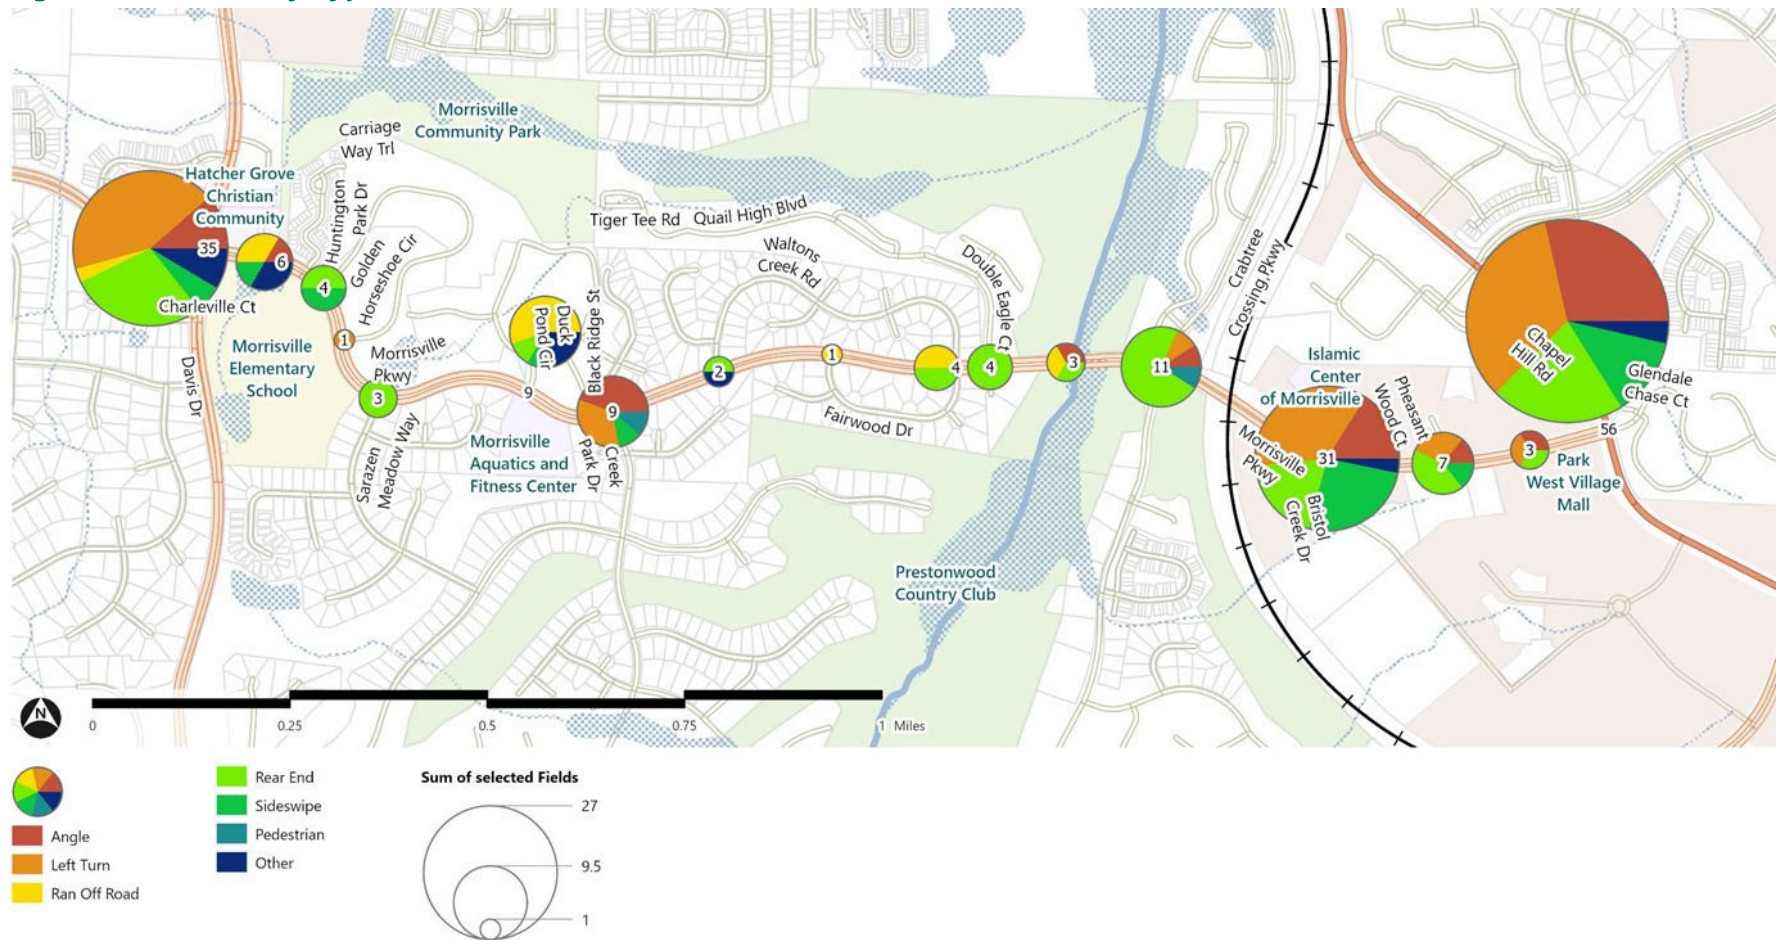 Morrisville
Community Park
Carriage
Way Trl
Hatcher Grove
Christian
Community
Huntington
Park Dr
Golden
Horseshoe Cir
Tiger Tee Rd
Quail High Blvd
Waltons
Creek Rd
Double Eagle Ct
Crabtree
Crossing Pkwy
35
6
4
1
Charleville Ct
Davis Dr
Morrisville
Elementary
School
Morrisville
Pkwy
3
Sarazen
Meadow Way
Duck
Pond Cir
9
Black Ridge St
9
Morrisville
Aquatics and
Fitness Center
Creek
Park Dr
2
1
Fairwood Dr
4
4
3
11
Prestonwood
Country Club
Islamic
Center
of Morrisville
Morrisville
Pkwy
31
Bristol
Creek Dr
Pheasant
Wood Ct
7
3
Park
West Village
Mall
Chapel
Hill Rd
Glendale
Chase Ct
56
N
0
0.25
0.5
0.75
1 Miles
Angle
Left Turn
Ran Off Road
Rear End
Sideswipe
Pedestrian
Other
Sum of selected Fields
27
9.5
1